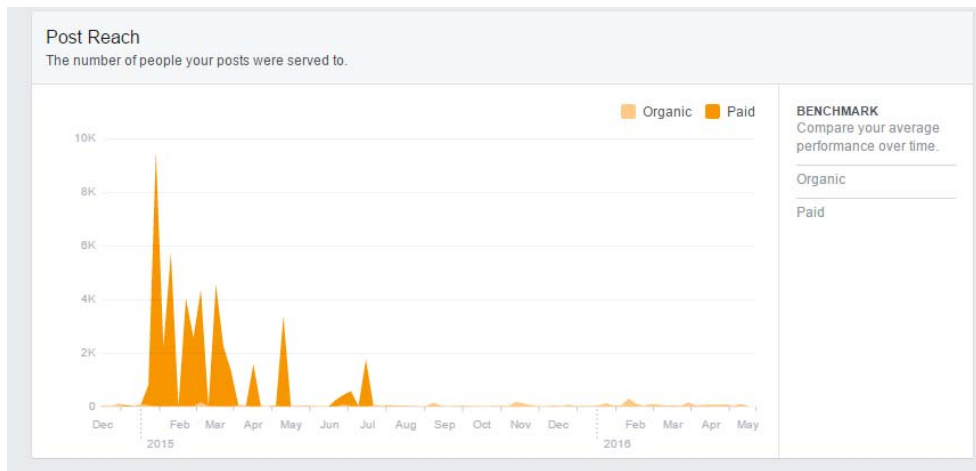 Post Reach
The number of people your posts were served to.
Organic Paid
BENCHMARK
Compare your average
performance over time.
Organic
Paid
10K
8K
6K
4K
2K
0
Dec Feb Mar Apr May Jun Jul Aug Sep Oct Nov Dec Feb Mar Apr May
2015 2016